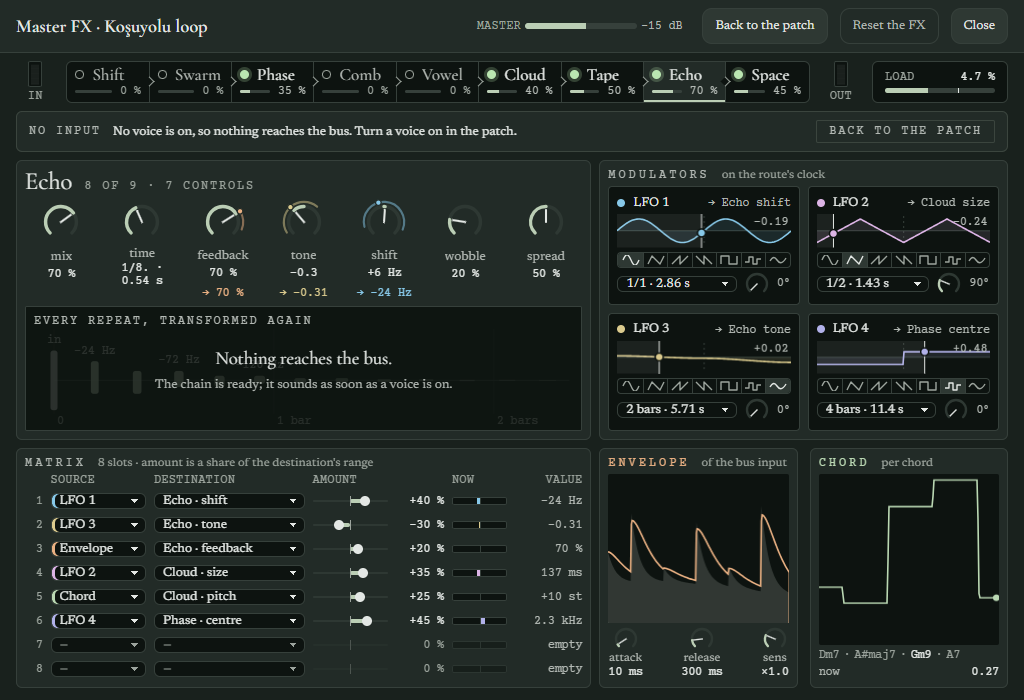 Master FX · Koşuyolu loop
MASTER -15 dB
Back to the patch
Reset the FX
Close
IN
Shift 0 %
Swarm 0 %
Phase 35 %
Comb 0 %
Vowel 0 %
Cloud 40 %
Tape 50 %
Echo 70 %
Space 45 %
OUT
LOAD 4.7 %
NO INPUT No voice is on, so nothing reaches the bus. Turn a voice on in the patch.
BACK TO THE PATCH
Echo 8 OF 9 · 7 CONTROLS
mix
70 %
time
1/8. ·
0.54 s
feedback
70 %
→ 70 %
tone
-0.3
→ -0.31
shift
+6 Hz
→ -24 Hz
wobble
20 %
spread
50 %
EVERY REPEAT, TRANSFORMED AGAIN
in
-24 Hz
-72 Hz
Nothing reaches the bus.
The chain is ready; it sounds as soon as a voice is on.
0 1 bar 2 bars
MODULATORS on the route's clock
LFO 1 → Echo shift
-0.19
1/1 · 2.86 s 0°
LFO 2 → Cloud size
-0.24
1/2 · 1.43 s 90°
LFO 3 → Echo tone
+0.02
2 bars · 5.71 s 0°
LFO 4 → Phase centre
+0.48
4 bars · 11.4 s 0°
MATRIX 8 slots · amount is a share of the destination's range
SOURCE DESTINATION AMOUNT NOW VALUE
1 LFO 1 Echo · shift +40 % -24 Hz
2 LFO 3 Echo · tone -30 % -0.31
3 Envelope Echo · feedback +20 % 70 %
4 LFO 2 Cloud · size +35 % 137 ms
5 Chord Cloud · pitch +25 % +10 st
6 LFO 4 Phase · centre +45 % 2.3 kHz
7 — — 0 % empty
8 — — 0 % empty
ENVELOPE of the bus input
attack
10 ms
release
300 ms
sens
×1.0
CHORD per chord
Dm7 · A#maj7 · Gm9 · A7
now 0.27